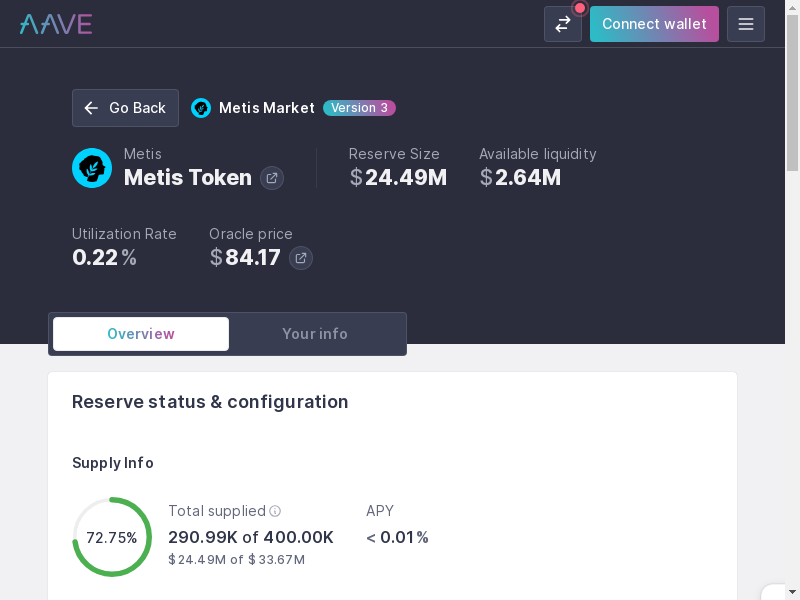 AAVE
Connect wallet
Go Back
Metis Market
Version 3
Metis
Metis Token
Reserve Size
$24.49M
Available liquidity
$2.64M
Utilization Rate
0.22%
Oracle price
$84.17
Overview
Your info
Reserve status & configuration
Supply Info
72.75%
Total supplied
290.99K of 400.00K
$24.49M of $33.67M
APY
< 0.01%